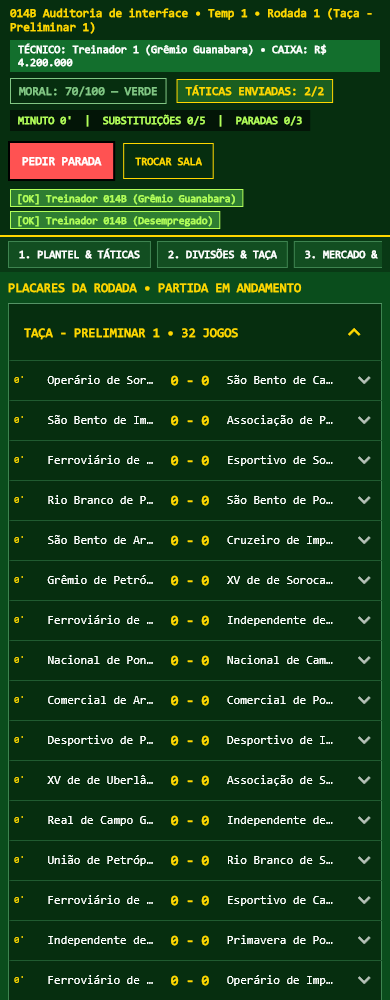 014B Auditoria de interface • Temp 1 • Rodada 1 (Taça -
Preliminar 1)
TÉCNICO: Treinador 1 (Grêmio Guanabara) • CAIXA: R$
4.200.000
MORAL: 70/100 — VERDE
TÁTICAS ENVIADAS: 2/2
MINUTO 0' | SUBSTITUIÇÕES 0/5 | PARADAS 0/3
PEDIR PARADA
TROCAR SALA
[OK] Treinador 014B (Grêmio Guanabara)
[OK] Treinador 014B (Desempregado)
1. PLANTEL & TÁTICAS
2. DIVISÕES & TAÇA
3. MERCADO &
PLACARES DA RODADA • PARTIDA EM ANDAMENTO
TAÇA - PRELIMINAR 1 • 32 JOGOS
0' Operário de Sor… 0 - 0 São Bento de Ca…
0' São Bento de Im… 0 - 0 Associação de P…
0' Ferroviário de … 0 - 0 Esportivo de So…
0' Rio Branco de P… 0 - 0 São Bento de Po…
0' São Bento de Ar… 0 - 0 Cruzeiro de Imp…
0' Grêmio de Petró… 0 - 0 XV de de Soroca…
0' Ferroviário de … 0 - 0 Independente de…
0' Nacional de Pon… 0 - 0 Nacional de Cam…
0' Comercial de Ar… 0 - 0 Comercial de Po…
0' Desportivo de P… 0 - 0 Desportivo de I…
0' XV de de Uberlâ… 0 - 0 Associação de S…
0' Real de Campo G… 0 - 0 Independente de…
0' União de Petróp… 0 - 0 Rio Branco de S…
0' Ferroviário de … 0 - 0 Esportivo de Ca…
0' Independente de… 0 - 0 Primavera de Po…
0' Ferroviário de … 0 - 0 Operário de Imp…